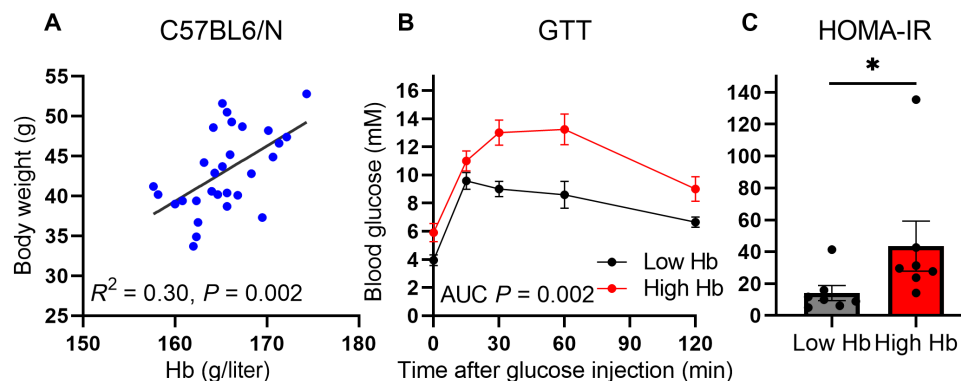 A
C57BL6/N
Body weight (g)
55
50
45
40
35
30
25
R² = 0.30, P = 0.002
150
160
170
180
Hb (g/liter)
B
GTT
Blood glucose (mM)
16
14
12
10
8
6
4
2
0
Low Hb
High Hb
AUC P = 0.002
0
30
60
90
120
Time after glucose injection (min)
C
HOMA-IR
*
140
120
100
80
60
40
20
0
Low Hb
High Hb